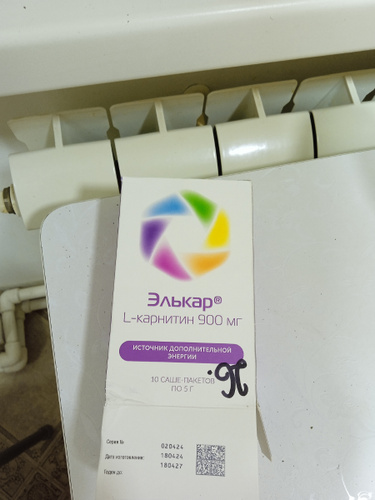 Элькар®
L-карнитин 900 мг
ИСТОЧНИК ДОПОЛНИТЕЛЬНОЙ
ЭНЕРГИИ
10 САШЕ-ПАКЕТОВ
ПО 5 Г
Серия № 020424
Дата изготовления: 180424
Годен до: 180427